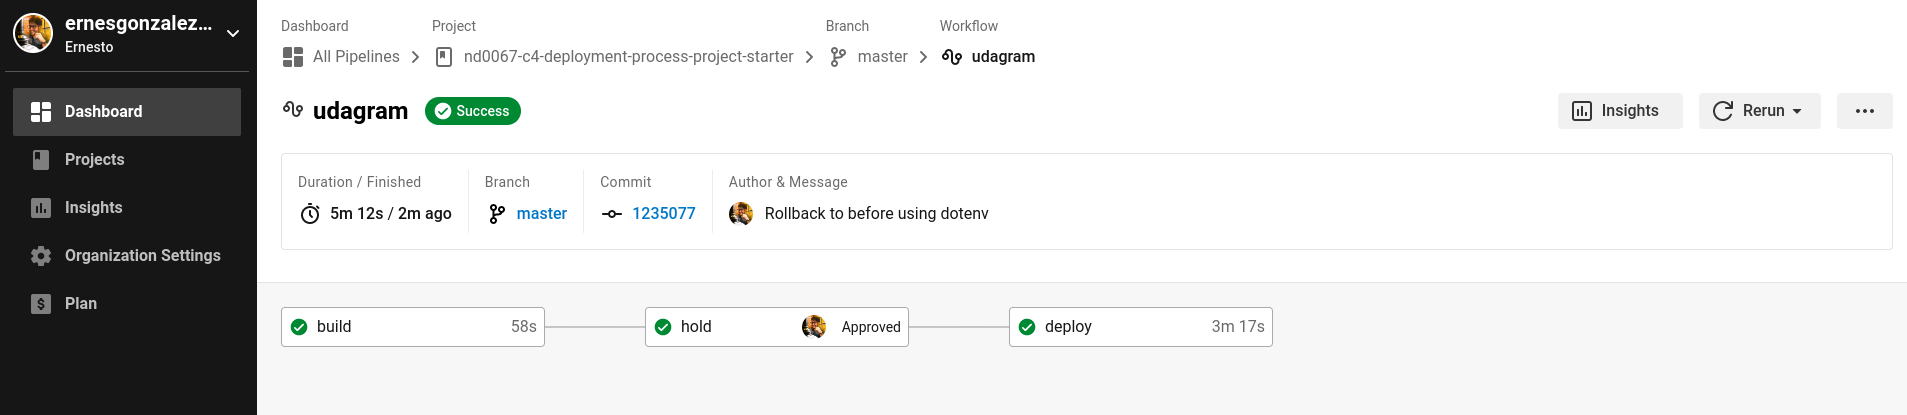 ernesgonzalez...
Ernesto
Dashboard
Projects
Insights
Organization Settings
Plan
Dashboard Project Branch Workflow
All Pipelines nd0067-c4-deployment-process-project-starter master udagram
udagram Success Insights Rerun
Duration / Finished Branch Commit Author & Message
5m 12s / 2m ago master 1235077 Rollback to before using dotenv
build 58s hold Approved deploy 3m 17s